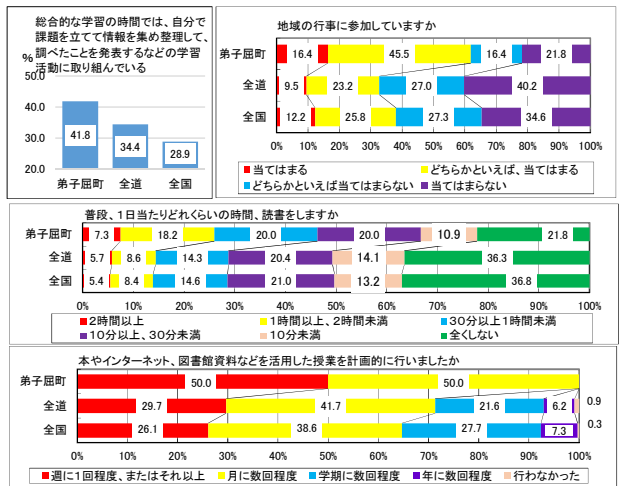 総合的な学習の時間では、自分で
課題を立てて情報を集め整理して、
調べたことを発表するなどの学習
活動に取り組んでいる
%
50.0
40.0
30.0
20.0
41.8
34.4
28.9
弟子屈町 全道 全国
地域の行事に参加していますか
弟子屈町 16.4 45.5 16.4 21.8
全道 9.5 23.2 27.0 40.2
全国 12.2 25.8 27.3 34.6
0% 10% 20% 30% 40% 50% 60% 70% 80% 90% 100%
当てはまる どちらかといえば、当てはまる
どちらかといえば当てはまらない 当てはまらない
普段、1日当たりどれくらいの時間、読書をしますか
弟子屈町 7.3 18.2 20.0 20.0 10.9 21.8
全道 5.7 8.6 14.3 20.4 14.1 36.3
全国 5.4 8.4 14.6 21.0 13.2 36.8
0% 10% 20% 30% 40% 50% 60% 70% 80% 90% 100%
2時間以上 1時間以上、2時間未満 30分以上1時間未満
10分以上、30分未満 10分未満 全くしない
本やインターネット、図書館資料などを活用した授業を計画的に行いましたか
弟子屈町 50.0 50.0
全道 29.7 41.7 21.6 6.2 0.9
全国 26.1 38.6 27.7 7.3 0.3
0% 10% 20% 30% 40% 50% 60% 70% 80% 90% 100%
週に1回程度、またはそれ以上 月に数回程度 学期に数回程度 年に数回程度 行わなかった